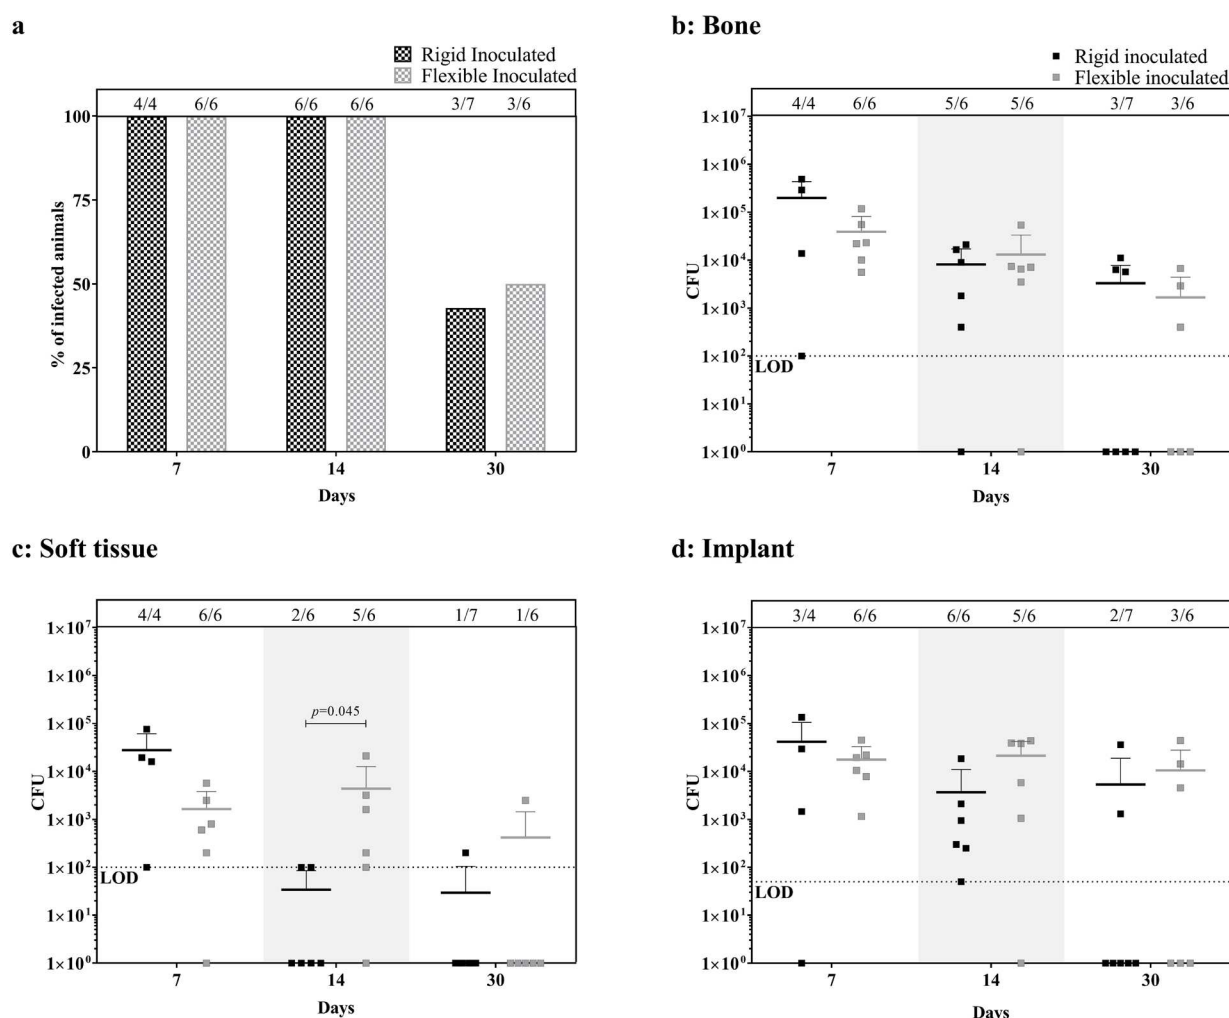 a
Rigid Inoculated
Flexible Inoculated
4/4 6/6 6/6 6/6 3/7 3/6
100
75
50
25
0
% of infected animals
7 14 30
Days
b: Bone
Rigid inoculated
Flexible inoculated
4/4 6/6 5/6 5/6 3/7 3/6
1×10⁷
1×10⁶
1×10⁵
1×10⁴
1×10³
1×10²
1×10¹
1×10⁰
CFU
LOD
7 14 30
Days
c: Soft tissue
4/4 6/6 2/6 5/6 1/7 1/6
1×10⁷
1×10⁶
1×10⁵
1×10⁴
1×10³
1×10²
1×10¹
1×10⁰
CFU
p=0.045
LOD
7 14 30
Days
d: Implant
3/4 6/6 6/6 5/6 2/7 3/6
1×10⁷
1×10⁶
1×10⁵
1×10⁴
1×10³
1×10²
1×10¹
1×10⁰
CFU
LOD
7 14 30
Days